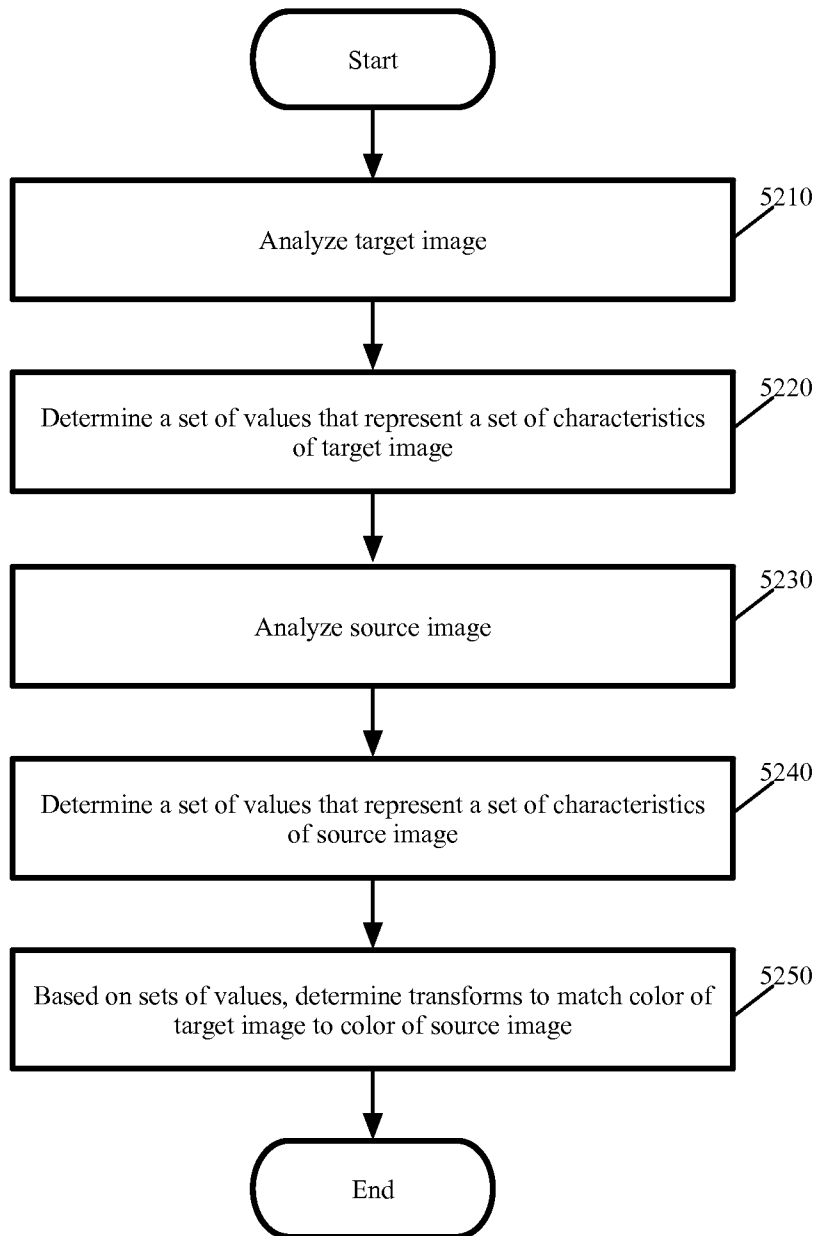 Start
5210
Analyze target image
5220
Determine a set of values that represent a set of characteristics
of target image
5230
Analyze source image
5240
Determine a set of values that represent a set of characteristics
of source image
5250
Based on sets of values, determine transforms to match color of
target image to color of source image
End